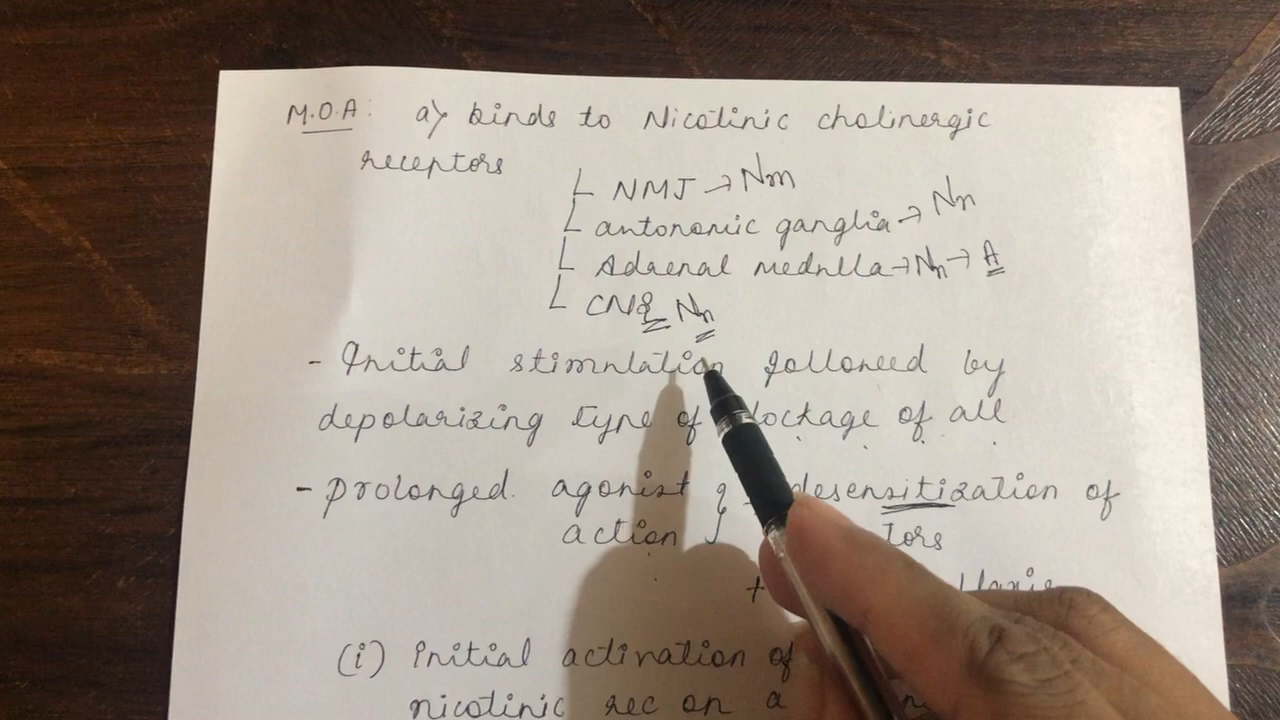 M.O.A: a) binds to Nicotinic cholinergic
receptors
NMJ → Nm
autonomic ganglia → Nn
Adrenal medulla → Nn → A
CNS Nn
- Initial stimulation followed by
depolarizing type of blockage of all
- prolonged agonist desensitization of
action
+
(i) Initial activation of
nicotinic rec on a